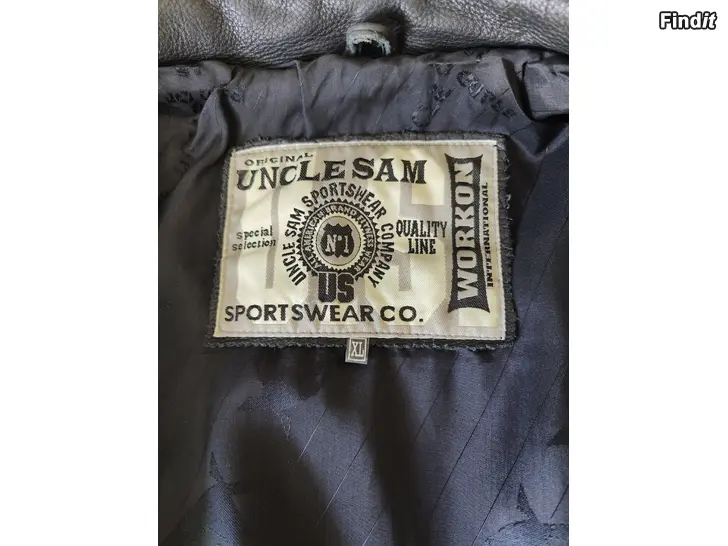 Findit
ORIGINAL
UNCLE SAM
UNCLE SAM SPORTSWEAR COMPANY
special
selection
Nº1
QUALITY
LINE
US
SPORTSWEAR CO.
WORKON
INTERNATIONAL
XL